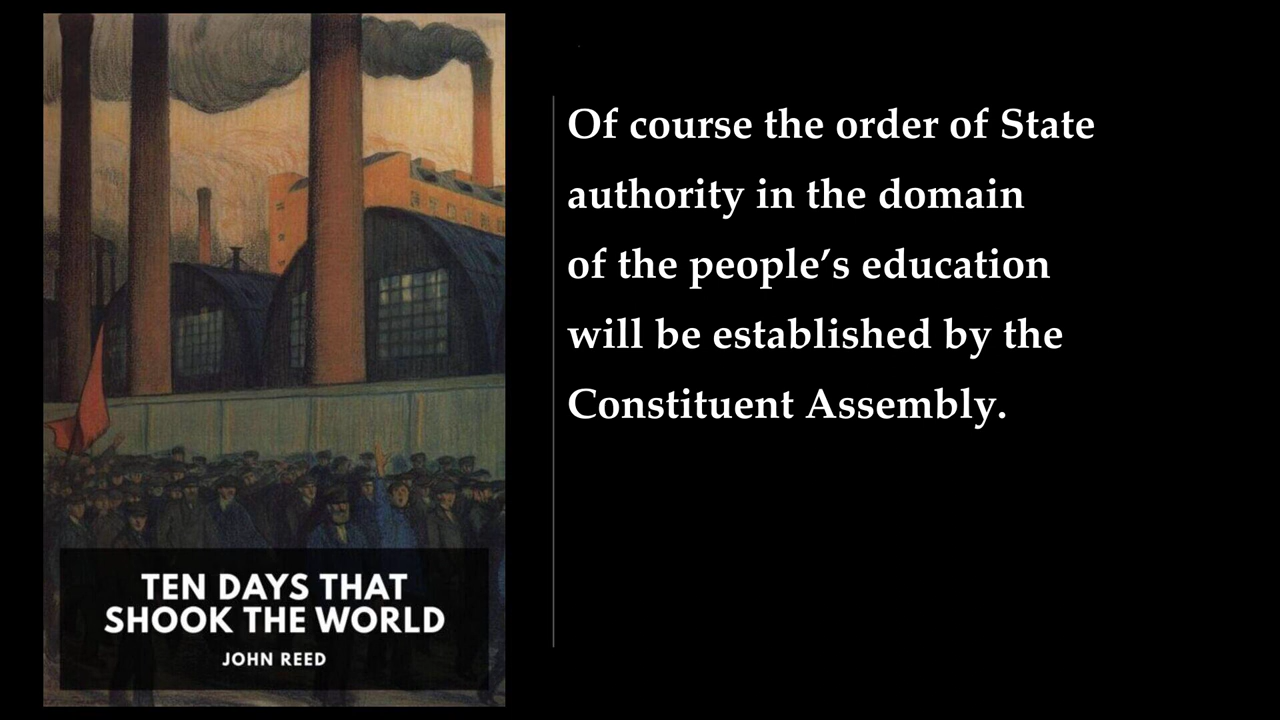 TEN DAYS THAT
SHOOK THE WORLD
JOHN REED
Of course the order of State
authority in the domain
of the people’s education
will be established by the
Constituent Assembly.